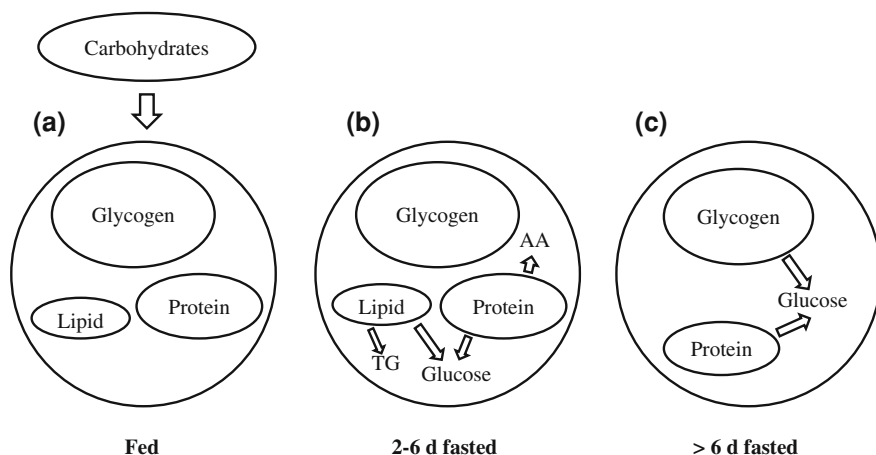 Carbohydrates
(a)
Glycogen
Lipid
Protein
Fed
(b)
Glycogen
AA
Lipid
Protein
TG
Glucose
2-6 d fasted
(c)
Glycogen
Glucose
Protein
> 6 d fasted